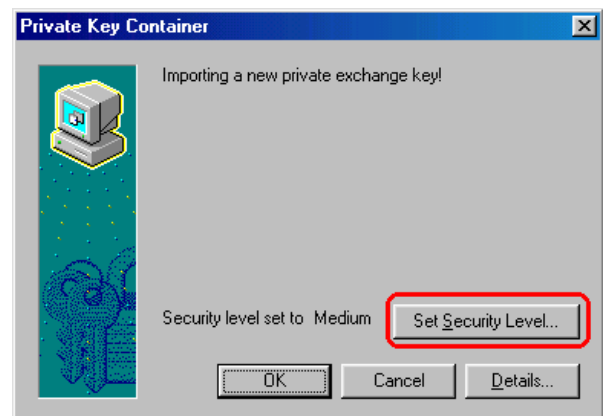 Private Key Container
Importing a new private exchange key!
Security level set to Medium
Set Security Level...
OK
Cancel
Details...